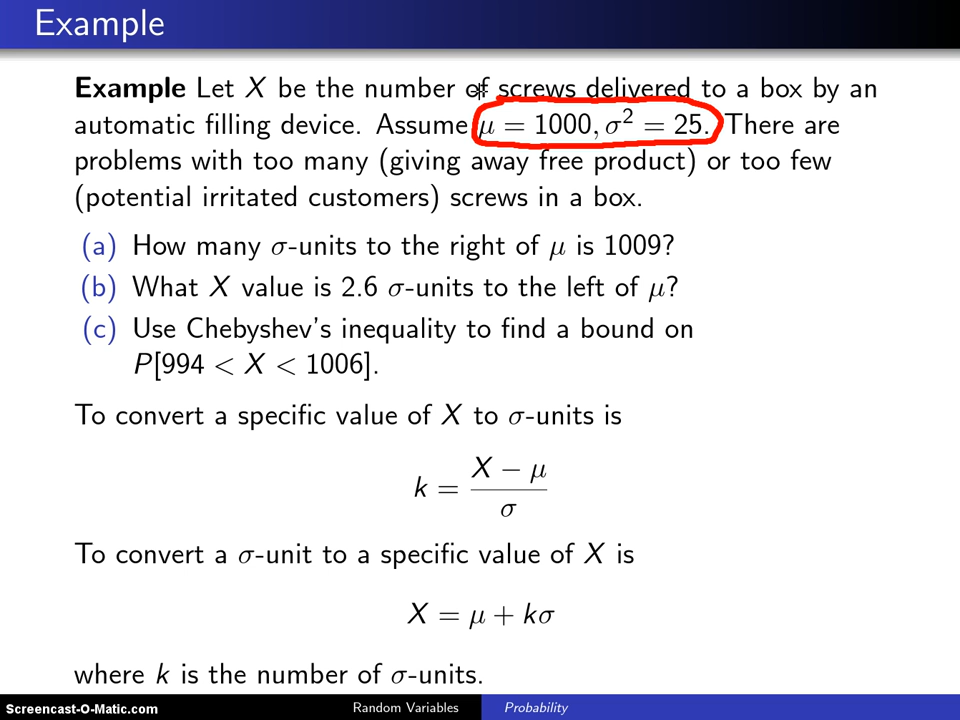 Example
Example Let X be the number of screws delivered to a box by an
automatic filling device. Assume μ = 1000, σ² = 25. There are
problems with too many (giving away free product) or too few
(potential irritated customers) screws in a box.
(a) How many σ-units to the right of μ is 1009?
(b) What X value is 2.6 σ-units to the left of μ?
(c) Use Chebyshev's inequality to find a bound on
P[994 < X < 1006].
To convert a specific value of X to σ-units is
k = (X − μ) / σ
To convert a σ-unit to a specific value of X is
X = μ + kσ
where k is the number of σ-units.
Screencast-O-Matic.com Random Variables Probability